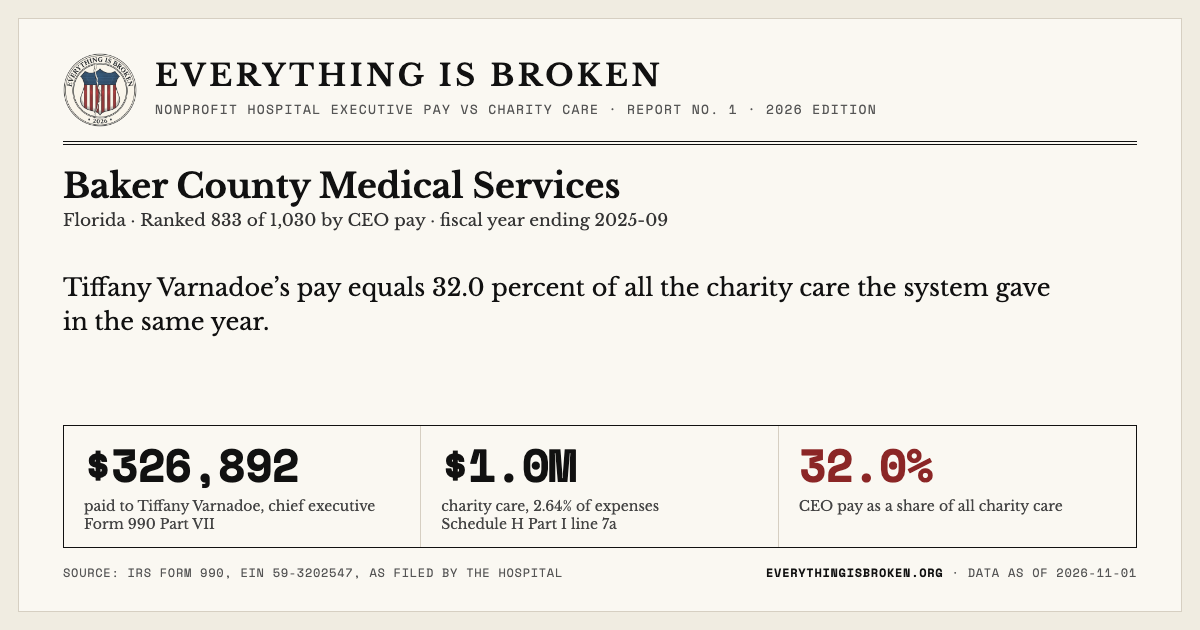 EVERYTHING IS BROKEN
2026
EVERYTHING IS BROKEN
NONPROFIT HOSPITAL EXECUTIVE PAY VS CHARITY CARE · REPORT NO. 1 · 2026 EDITION
Baker County Medical Services
Florida · Ranked 833 of 1,030 by CEO pay · fiscal year ending 2025-09
Tiffany Varnadoe’s pay equals 32.0 percent of all the charity care the system gave
in the same year.
$326,892
paid to Tiffany Varnadoe, chief executive
Form 990 Part VII
$1.0M
charity care, 2.64% of expenses
Schedule H Part I line 7a
32.0%
CEO pay as a share of all charity care
SOURCE: IRS FORM 990, EIN 59-3202547, AS FILED BY THE HOSPITAL
EVERYTHINGISBROKEN.ORG · DATA AS OF 2026-11-01